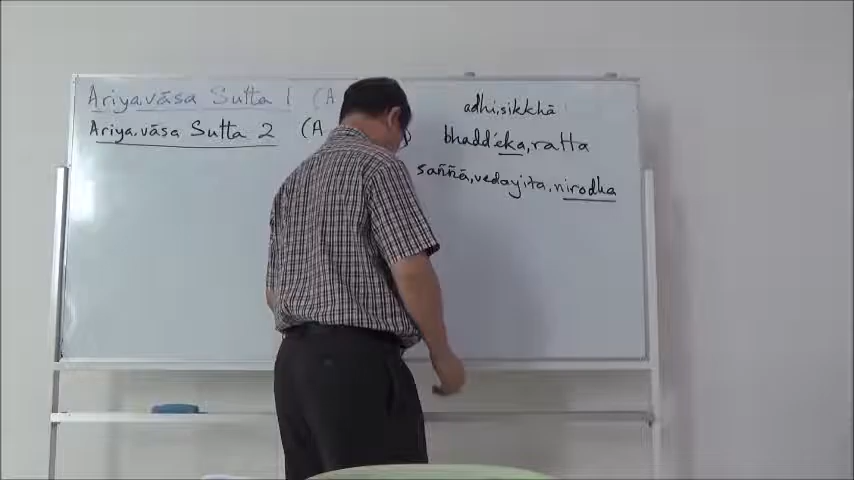 Ariya,vāsa Sutta 1 (A
Ariya,vāsa Sutta 2 (A )
adhi,sikkhā
bhadd'eka,ratta
saññā,vedayita,nirodha